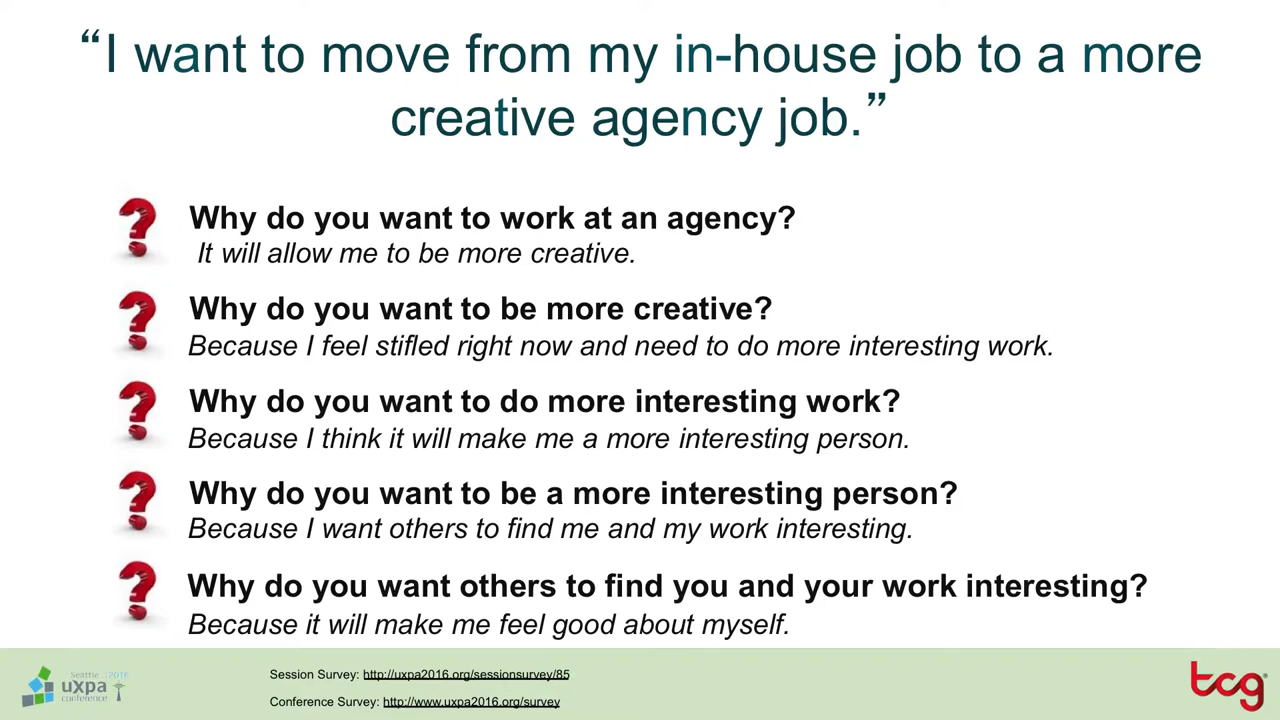 “I want to move from my in-house job to a more
creative agency job.”
Why do you want to work at an agency?
It will allow me to be more creative.
Why do you want to be more creative?
Because I feel stifled right now and need to do more interesting work.
Why do you want to do more interesting work?
Because I think it will make me a more interesting person.
Why do you want to be a more interesting person?
Because I want others to find me and my work interesting.
Why do you want others to find you and your work interesting?
Because it will make me feel good about myself.
Seattle 2016
uxpa
conference
Session Survey: http://uxpa2016.org/sessionsurvey/85
Conference Survey: http://www.uxpa2016.org/survey
tcg®